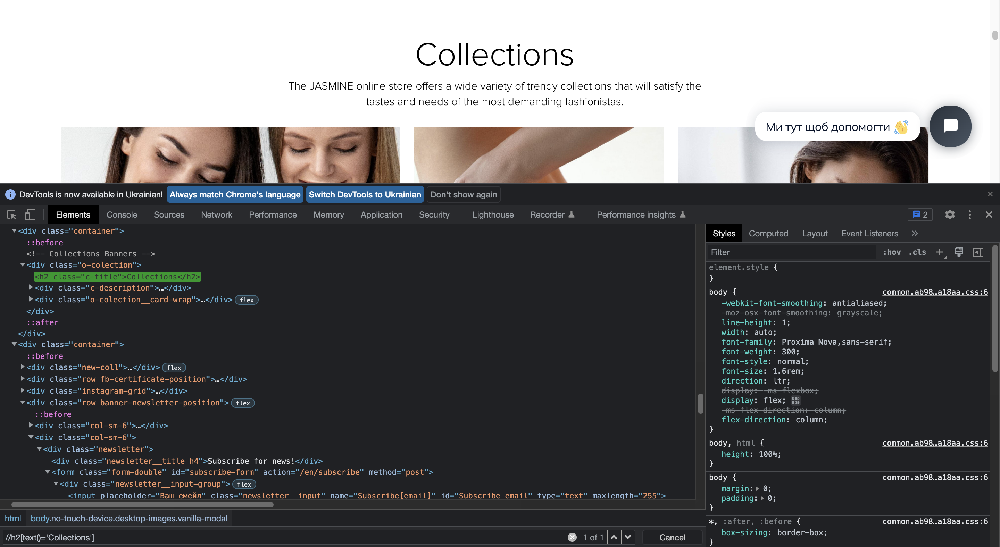 Collections
The JASMINE online store offers a wide variety of trendy collections that will satisfy the
tastes and needs of the most demanding fashionistas.
Ми тут щоб допомогти 👋
DevTools is now available in Ukrainian! Always match Chrome's language Switch DevTools to Ukrainian Don't show again
Elements Console Sources Network Performance Memory Application Security Lighthouse Recorder Performance insights 2
<div class="container">
::before
<!-- Collections Banners -->
<div class="o-colection">
<h2 class="c-title">Collections</h2>
<div class="c-description">…</div>
<div class="o-colection__card-wrap">…</div> flex
</div>
::after
</div>
<div class="container">
::before
<div class="new-coll">…</div> flex
<div class="row fb-certificate-position">…</div>
<div class="instagram-grid">…</div>
<div class="row banner-newsletter-position"> flex
::before
<div class="col-sm-6">…</div>
<div class="col-sm-6">
<div class="newsletter">
<div class="newsletter__title h4">Subscribe for news!</div>
<form class="form-double" id="subscribe-form" action="/en/subscribe" method="post">
<div class="newsletter__input-group"> flex
<input placeholder="Ваш емейл" class="newsletter__input" name="Subscribe[email]" id="Subscribe_email" type="text" maxlength="255">
html body.no-touch-device.desktop-images.vanilla-modal
//h2[text()='Collections'] 1 of 1 Cancel
Styles Computed Layout Event Listeners »
Filter :hov .cls +
element.style {
}
body { common.ab98…a18aa.css:6
-webkit-font-smoothing: antialiased;
-moz-osx-font-smoothing: grayscale;
line-height: 1;
width: auto;
font-family: Proxima Nova,sans-serif;
font-weight: 300;
font-style: normal;
font-size: 1.6rem;
direction: ltr;
display: -ms-flexbox;
display: flex;
-ms-flex-direction: column;
flex-direction: column;
}
body, html { common.ab98…a18aa.css:6
height: 100%;
}
body { common.ab98…a18aa.css:6
margin: 0;
padding: 0;
}
*, :after, :before { common.ab98…a18aa.css:6
box-sizing: border-box;
}